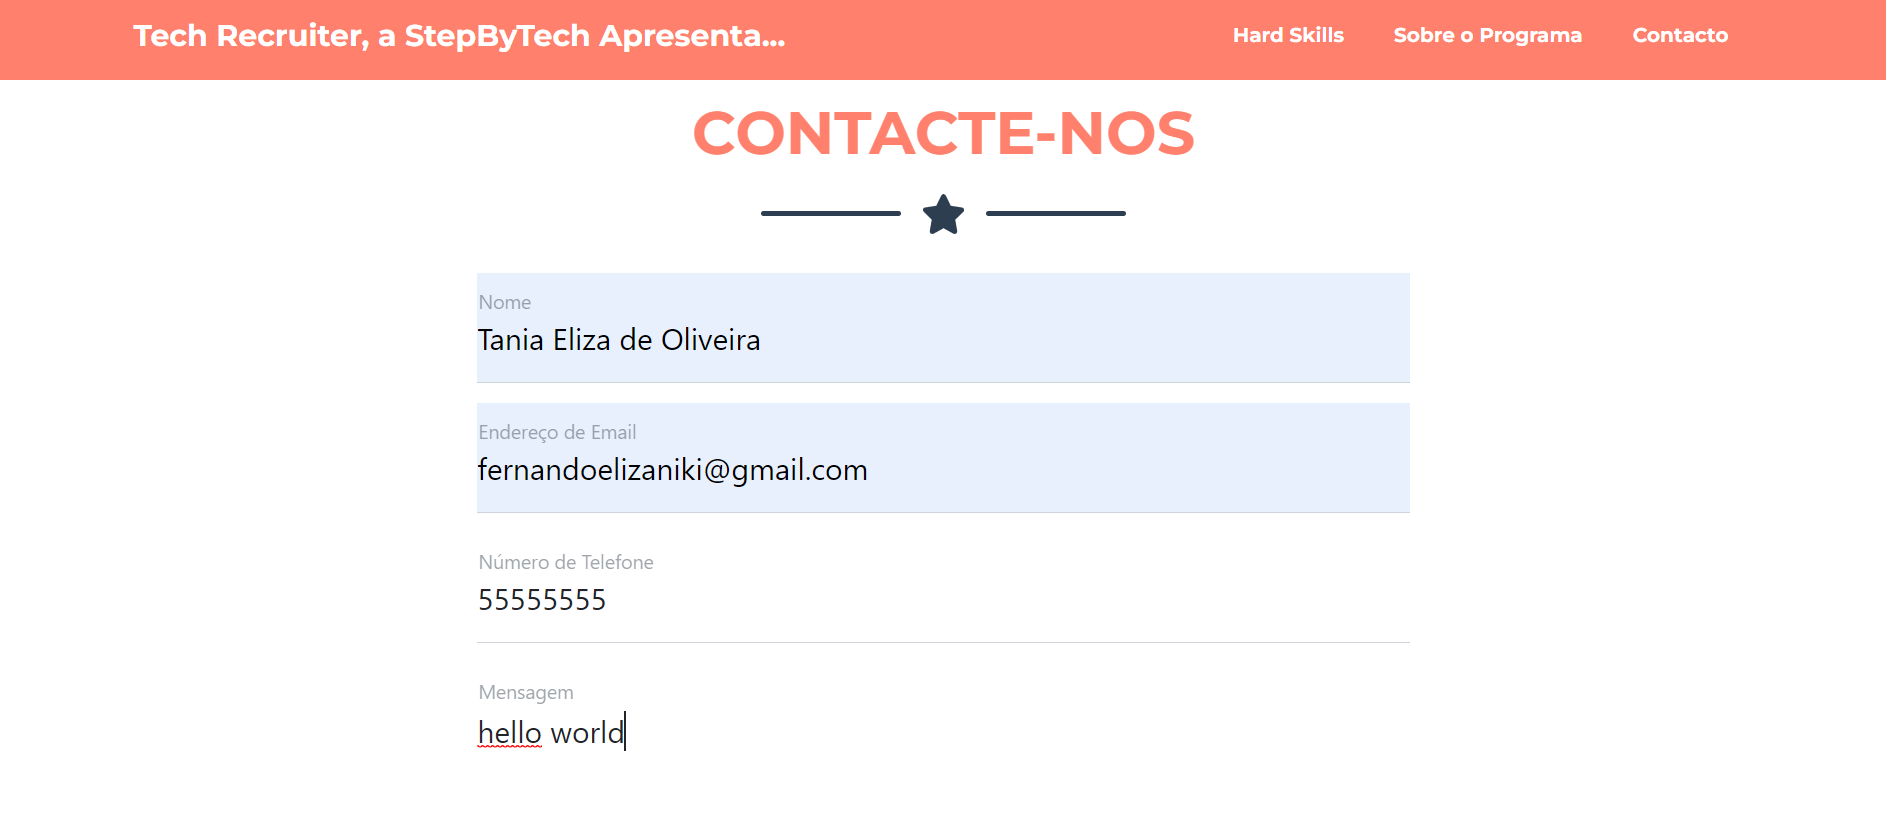 Tech Recruiter, a StepByTech Apresenta...
Hard Skills
Sobre o Programa
Contacto
CONTACTE-NOS
Nome
Tania Eliza de Oliveira
Endereço de Email
fernandoelizaniki@gmail.com
Número de Telefone
55555555
Mensagem
hello world